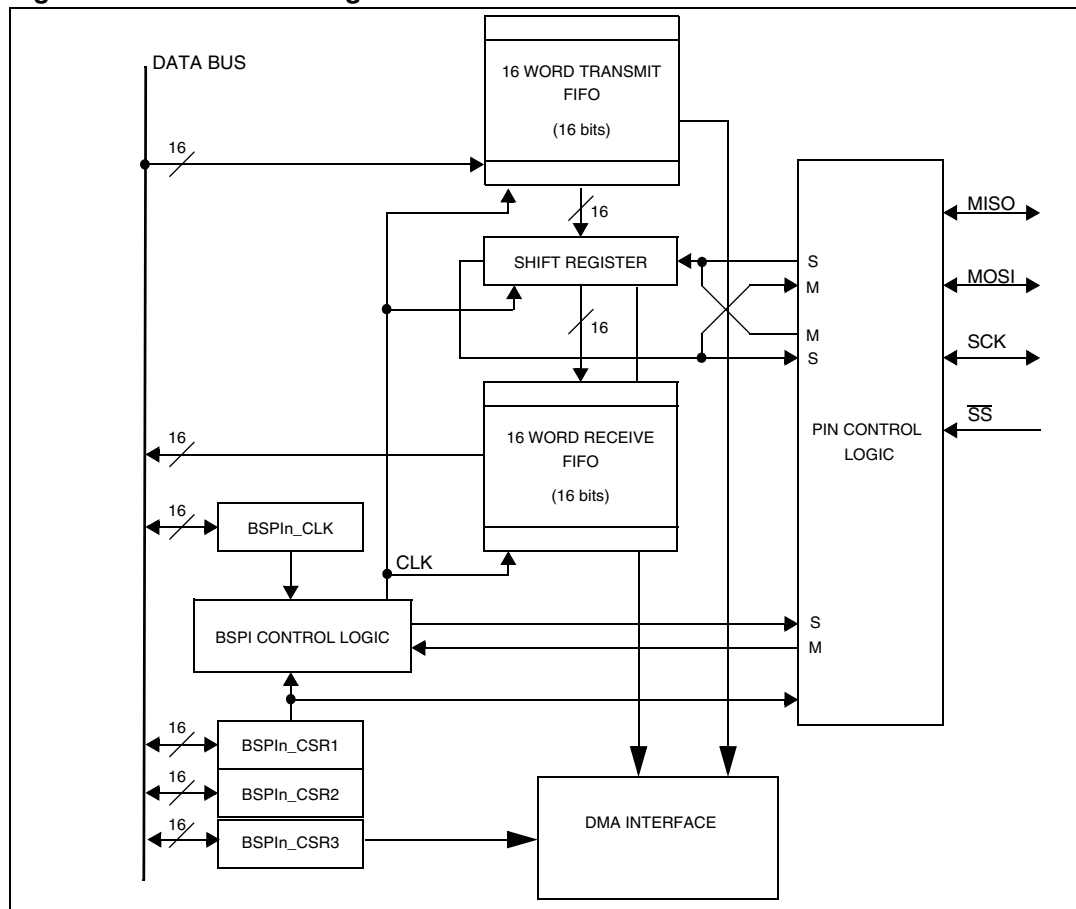 DATA BUS
16 WORD TRANSMIT
FIFO
(16 bits)
16
16
SHIFT REGISTER
16
S
M
M
S
MISO
MOSI
SCK
SS
PIN CONTROL
LOGIC
16 WORD RECEIVE
FIFO
(16 bits)
16
16
BSPIn_CLK
CLK
BSPI CONTROL LOGIC
S
M
16
BSPIn_CSR1
16
BSPIn_CSR2
16
BSPIn_CSR3
DMA INTERFACE